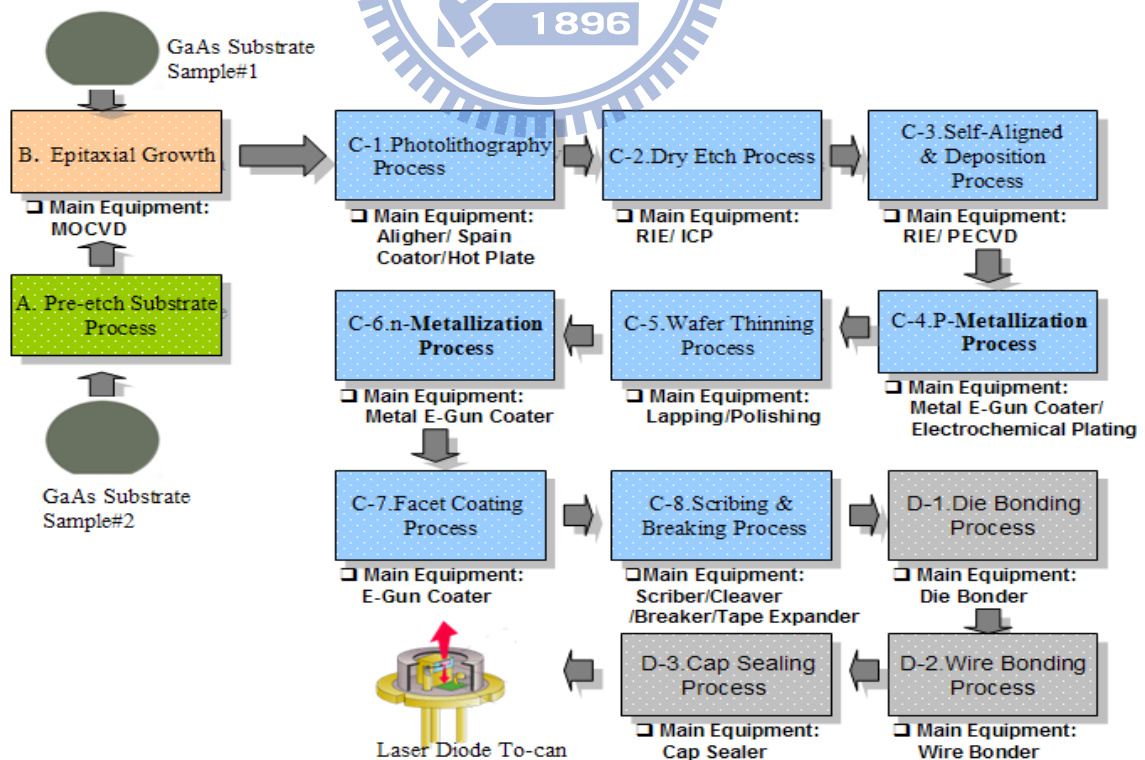 1896
GaAs Substrate
Sample#1
B. Epitaxial Growth
❑ Main Equipment:
MOCVD
A. Pre-etch Substrate
Process
GaAs Substrate
Sample#2
C-1.Photolithography
Process
❑ Main Equipment:
Aligher/ Spain
Coator/Hot Plate
C-2.Dry Etch Process
❑ Main Equipment:
RIE/ ICP
C-3.Self-Aligned
& Deposition
Process
❑ Main Equipment:
RIE/ PECVD
C-4.P-Metallization
Process
❑ Main Equipment:
Metal E-Gun Coater/
Electrochemical Plating
C-5.Wafer Thinning
Process
❑ Main Equipment:
Lapping/Polishing
C-6.n-Metallization
Process
❑ Main Equipment:
Metal E-Gun Coater
C-7.Facet Coating
Process
❑ Main Equipment:
E-Gun Coater
C-8.Scribing &
Breaking Process
❑Main Equipment:
Scriber/Cleaver
/Breaker/Tape Expander
D-1.Die Bonding
Process
❑ Main Equipment:
Die Bonder
D-2.Wire Bonding
Process
❑ Main Equipment:
Wire Bonder
D-3.Cap Sealing
Process
❑ Main Equipment:
Cap Sealer
Laser Diode To-can